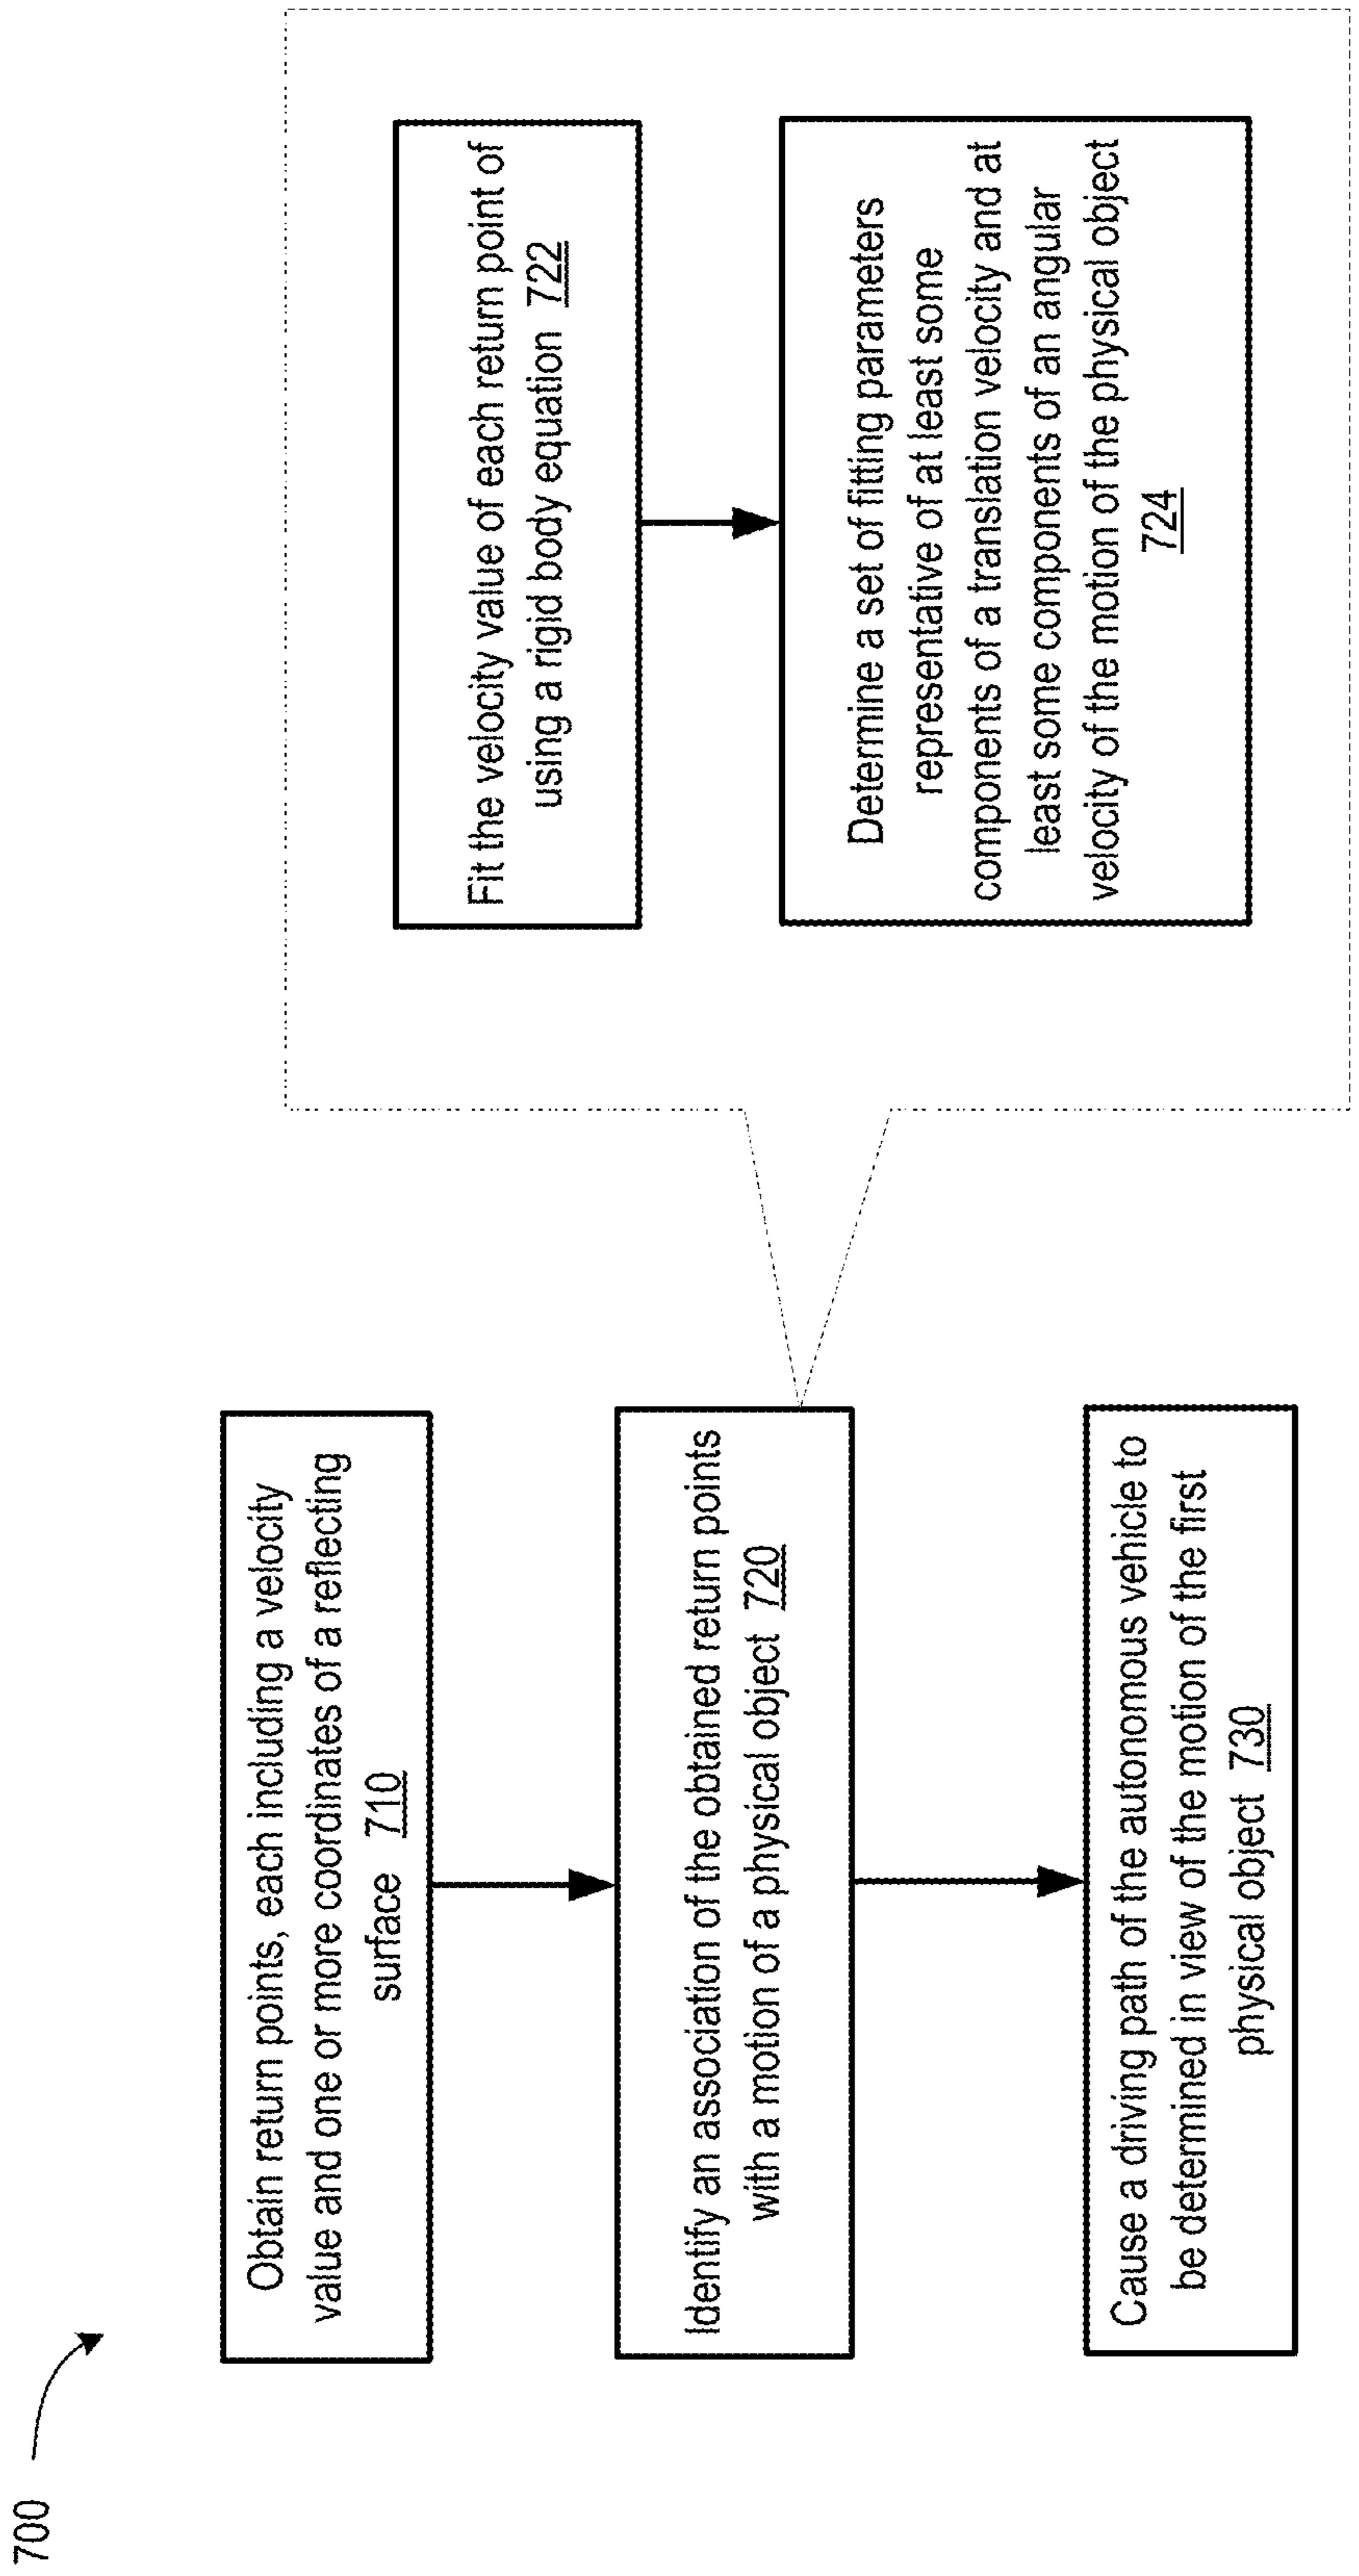 700
Obtain return points, each including a velocity
value and one or more coordinates of a reflecting
surface 710
Identify an association of the obtained return points
with a motion of a physical object 720
Cause a driving path of the autonomous vehicle to
be determined in view of the motion of the first
physical object 730
Fit the velocity value of each return point of
using a rigid body equation 722
Determine a set of fitting parameters
representative of at least some
components of a translation velocity and at
least some components of an angular
velocity of the motion of the physical object
724